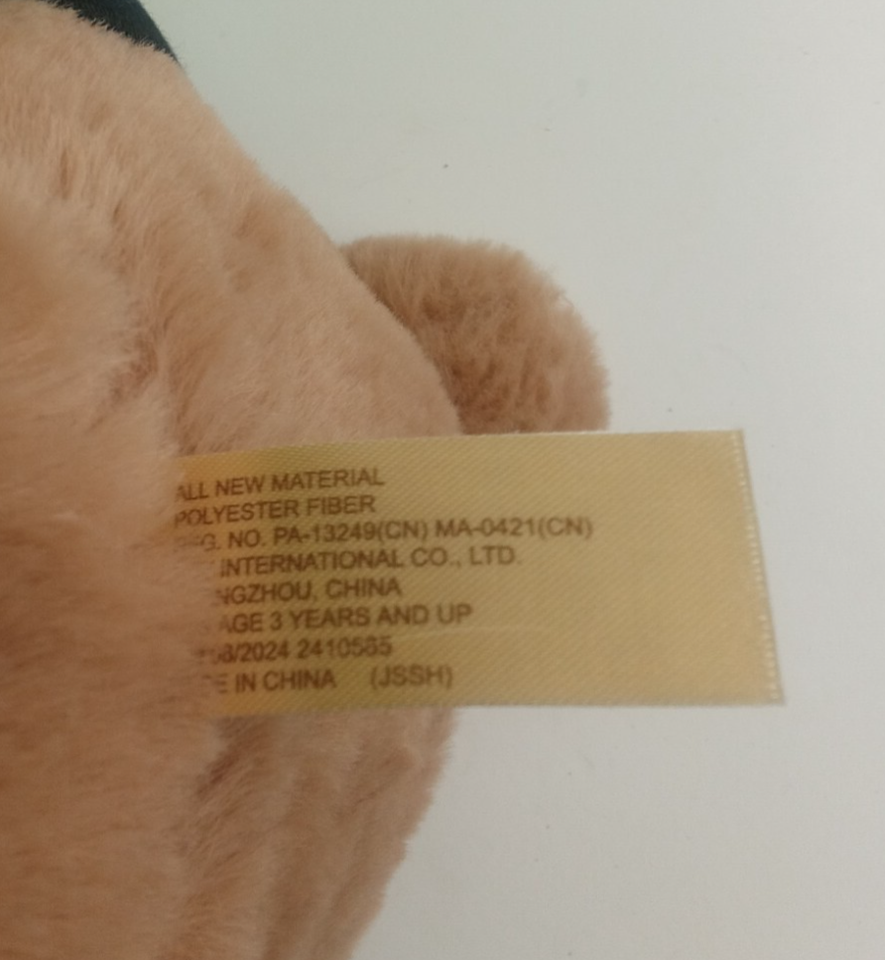 ALL NEW MATERIAL
POLYESTER FIBER
NO. PA-13249(CN) MA-0421(CN)
INTERNATIONAL CO., LTD.
CHINA
AGE 3 YEARS AND UP
2410585
IN CHINA (JSSH)